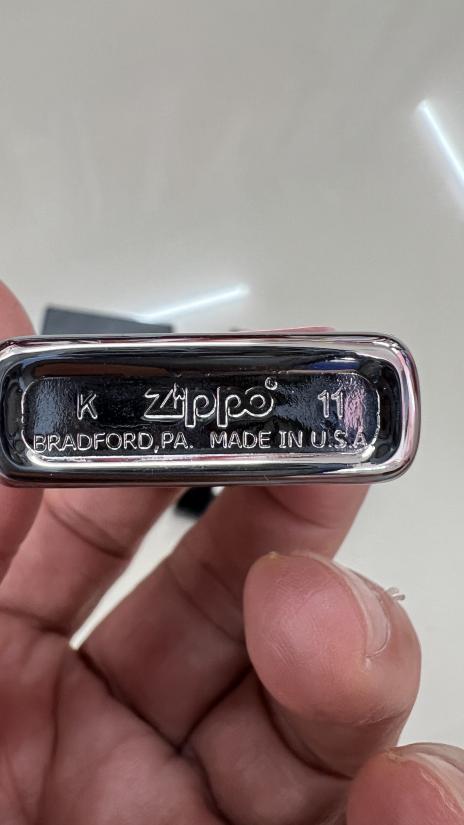 K Zippo® 11
BRADFORD,PA. MADE IN U.S.A